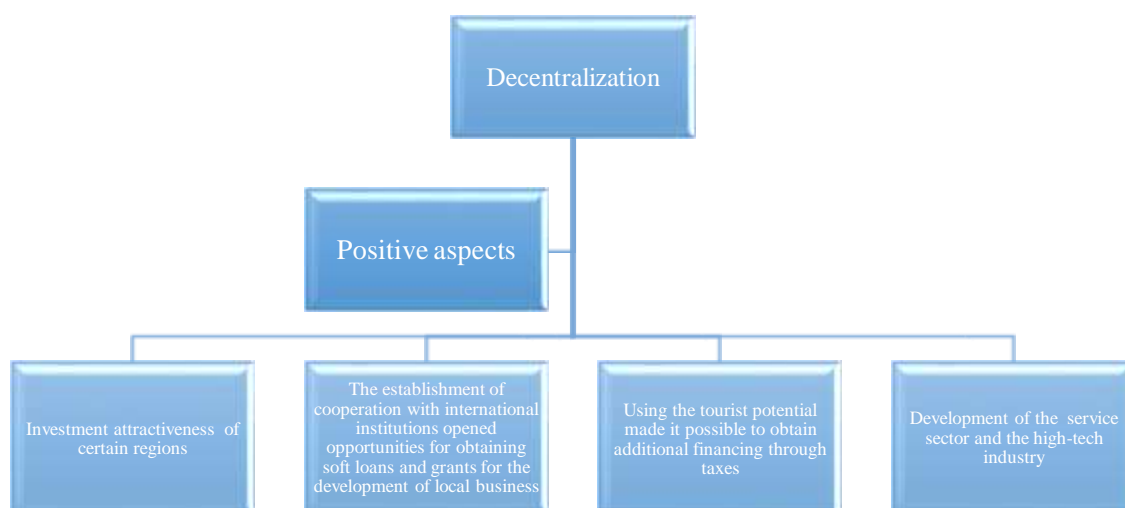 Decentralization
Positive aspects
Investment attractiveness of
certain regions
The establishment of
cooperation with international
institutions opened
opportunities for obtaining
soft loans and grants for the
development of local business
Using the tourist potential
made it possible to obtain
additional financing through
taxes
Development of the service
sector and the high-tech
industry